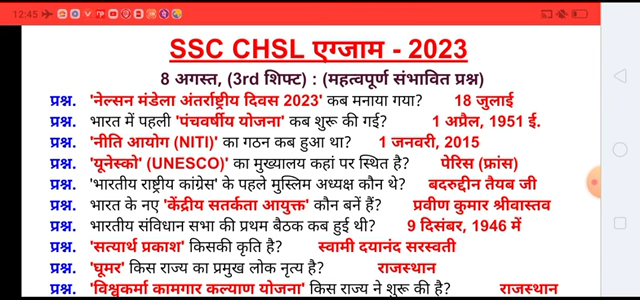 12:45
SSC CHSL एग्जाम - 2023
8 अगस्त, (3rd शिफ्ट) : (महत्वपूर्ण संभावित प्रश्न)
प्रश्न. 'नेल्सन मंडेला अंतर्राष्ट्रीय दिवस 2023' कब मनाया गया? 18 जुलाई
प्रश्न. भारत में पहली 'पंचवर्षीय योजना' कब शुरू की गई? 1 अप्रैल, 1951 ई.
प्रश्न. 'नीति आयोग (NITI)' का गठन कब हुआ था? 1 जनवरी, 2015
प्रश्न. 'यूनेस्को' (UNESCO)' का मुख्यालय कहां पर स्थित है? पेरिस (फ्रांस)
प्रश्न. 'भारतीय राष्ट्रीय कांग्रेस' के पहले मुस्लिम अध्यक्ष कौन थे? बदरुद्दीन तैयब जी
प्रश्न. भारत के नए 'केंद्रीय सतर्कता आयुक्त' कौन बनें हैं? प्रवीण कुमार श्रीवास्तव
प्रश्न. भारतीय संविधान सभा की प्रथम बैठक कब हुई थी? 9 दिसंबर, 1946 में
प्रश्न. 'सत्यार्थ प्रकाश' किसकी कृति है? स्वामी दयानंद सरस्वती
प्रश्न. 'घूमर' किस राज्य का प्रमुख लोक नृत्य है? राजस्थान
प्रश्न. 'विश्वकर्मा कामगार कल्याण योजना' किस राज्य ने शुरू की है? राजस्थान